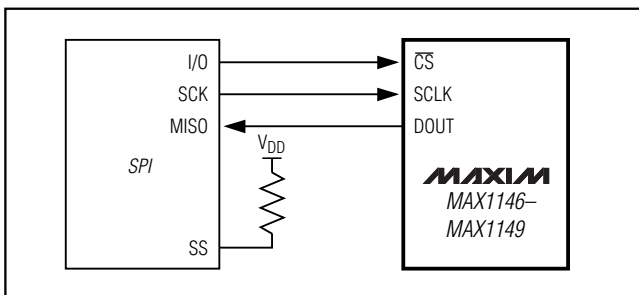 I/O
SCK
MISO
SPI
SS
VDD
CS
SCLK
DOUT
MAXIM
MAX1146–
MAX1149